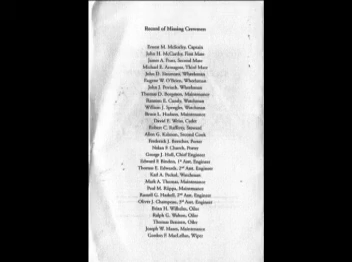 Record of Missing Crewmen
Ernest M. McSorley, Captain
John H. McCarthy, First Mate
James A. Pratt, Second Mate
Michael E. Armagost, Third Mate
John D. Simmons, Wheelsman
Eugene W. O'Brien, Wheelsman
John J. Poviach, Wheelsman
Thomas D. Borgeson, Maintenance
Ransom E. Cundy, Watchman
William J. Spengler, Watchman
Bruce L. Hudson, Maintenance
David E. Weiss, Cadet
Robert C. Rafferty, Steward
Allen G. Kalmon, Second Cook
Frederick J. Beetcher, Porter
Nolan F. Church, Porter
George J. Holl, Chief Engineer
Edward F. Bindon, 1st Asst. Engineer
Thomas E. Edwards, 2nd Asst. Engineer
Karl A. Peckol, Watchman
Mark A. Thomas, Maintenance
Paul M. Riippa, Maintenance
Russell G. Haskell, 2nd Asst. Engineer
Oliver J. Champeau, 3rd Asst. Engineer
Blaine H. Wilhelm, Oiler
Ralph G. Walton, Oiler
Thomas Bentsen, Oiler
Joseph W. Mazes, Maintenance
Gordon F. MacLellan, Wiper